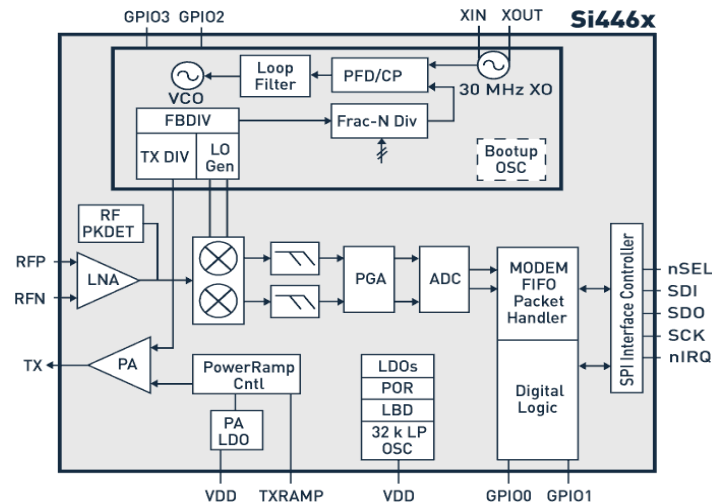 GPIO3 GPIO2 XIN XOUT Si446x
Loop
Filter
PFD/CP
VCO
30 MHz XO
FBDIV
Frac-N Div
TX DIV
LO
Gen
Bootup
OSC
RF
PKDET
RFP
RFN
LNA
PGA
ADC
MODEM
FIFO
Packet
Handler
Digital
Logic
SPI Interface Controller
nSEL
SDI
SDO
SCK
nIRQ
TX
PA
PowerRamp
Cntl
PA
LDO
LDOs
POR
LBD
32 k LP
OSC
VDD TXRAMP VDD GPIO0 GPIO1